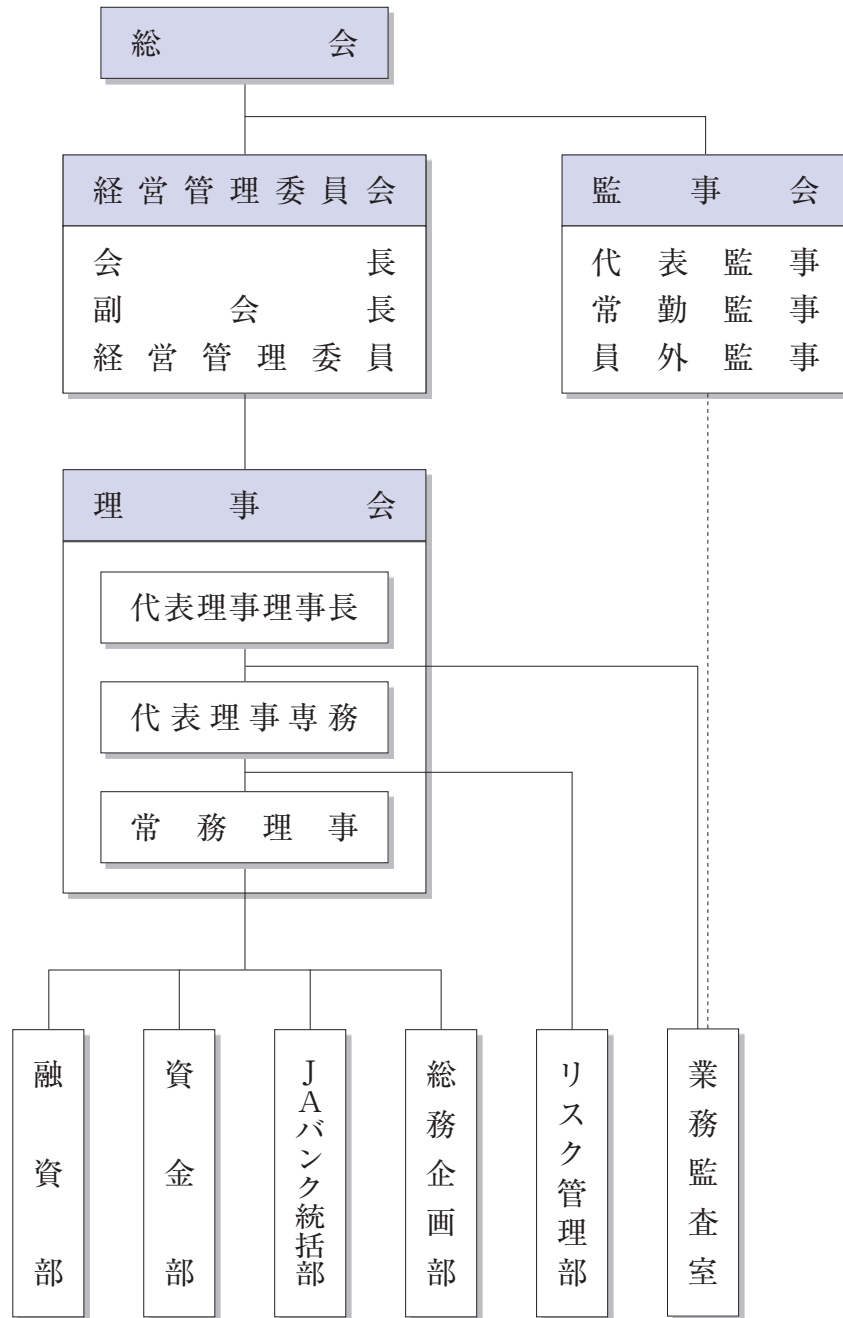 総会
経営管理委員会
会長
副会長
経営管理委員
監事会
代表監事
常勤監事
員外監事
理事会
代表理事理事長
代表理事専務
常務理事
融資部
資金部
JAバンク統括部
総務企画部
リスク管理部
業務監査室